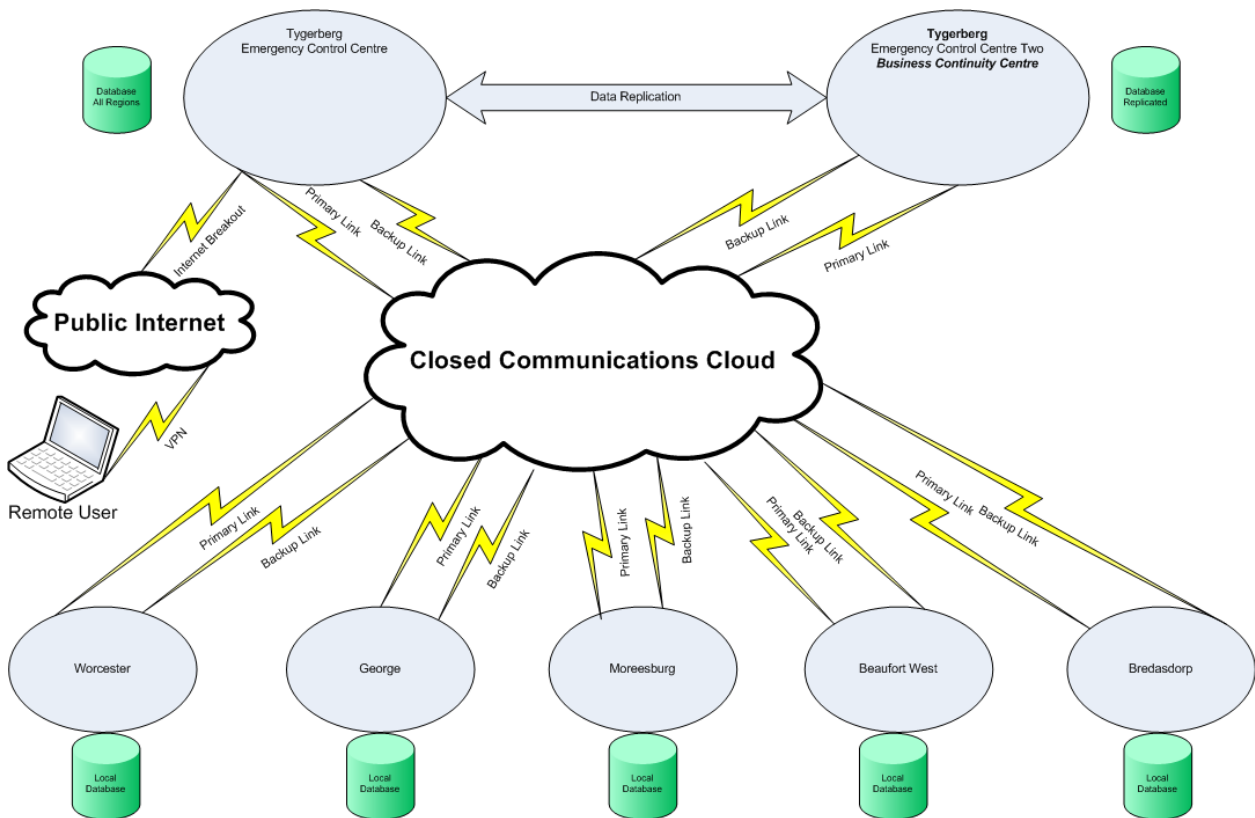 Tygerberg
Emergency Control Centre
Tygerberg
Emergency Control Centre Two
Business Continuity Centre
Database
All Regions
Data Replication
Database
Replicated
Internet Breakout
Primary Link
Backup Link
Backup Link
Primary Link
Public Internet
Closed Communications Cloud
VPN
Remote User
Primary Link
Backup Link
Primary Link
Backup Link
Primary Link
Backup Link
Primary Link
Backup Link
Primary Link
Backup Link
Worcester
George
Moreesburg
Beaufort West
Bredasdorp
Local
Database
Local
Database
Local
Database
Local
Database
Local
Database